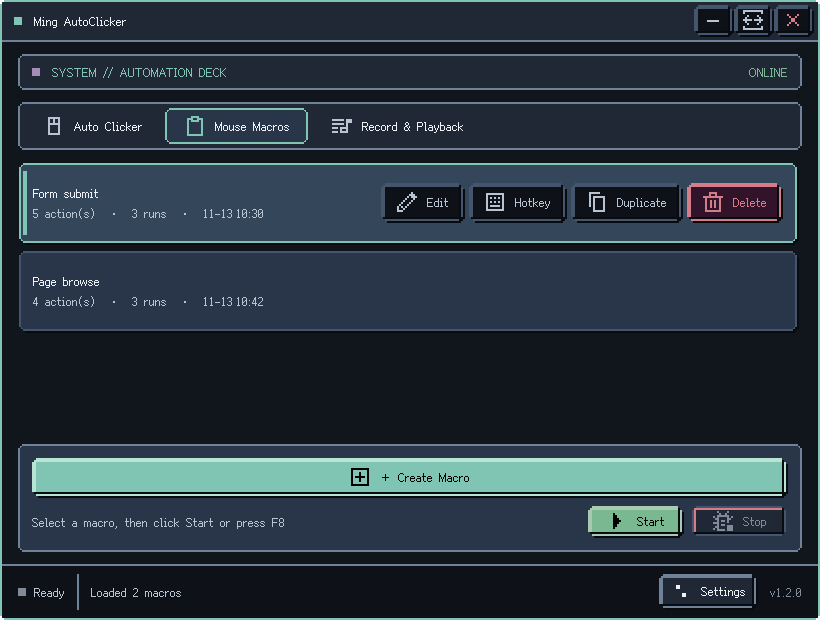 Ming AutoClicker
SYSTEM // AUTOMATION DECK
ONLINE
Auto Clicker
Mouse Macros
Record & Playback
Form submit
5 action(s) · 3 runs · 11-13 10:30
Edit
Hotkey
Duplicate
Delete
Page browse
4 action(s) · 3 runs · 11-13 10:42
+ Create Macro
Select a macro, then click Start or press F8
Start
Stop
Ready
Loaded 2 macros
Settings
v1.2.0